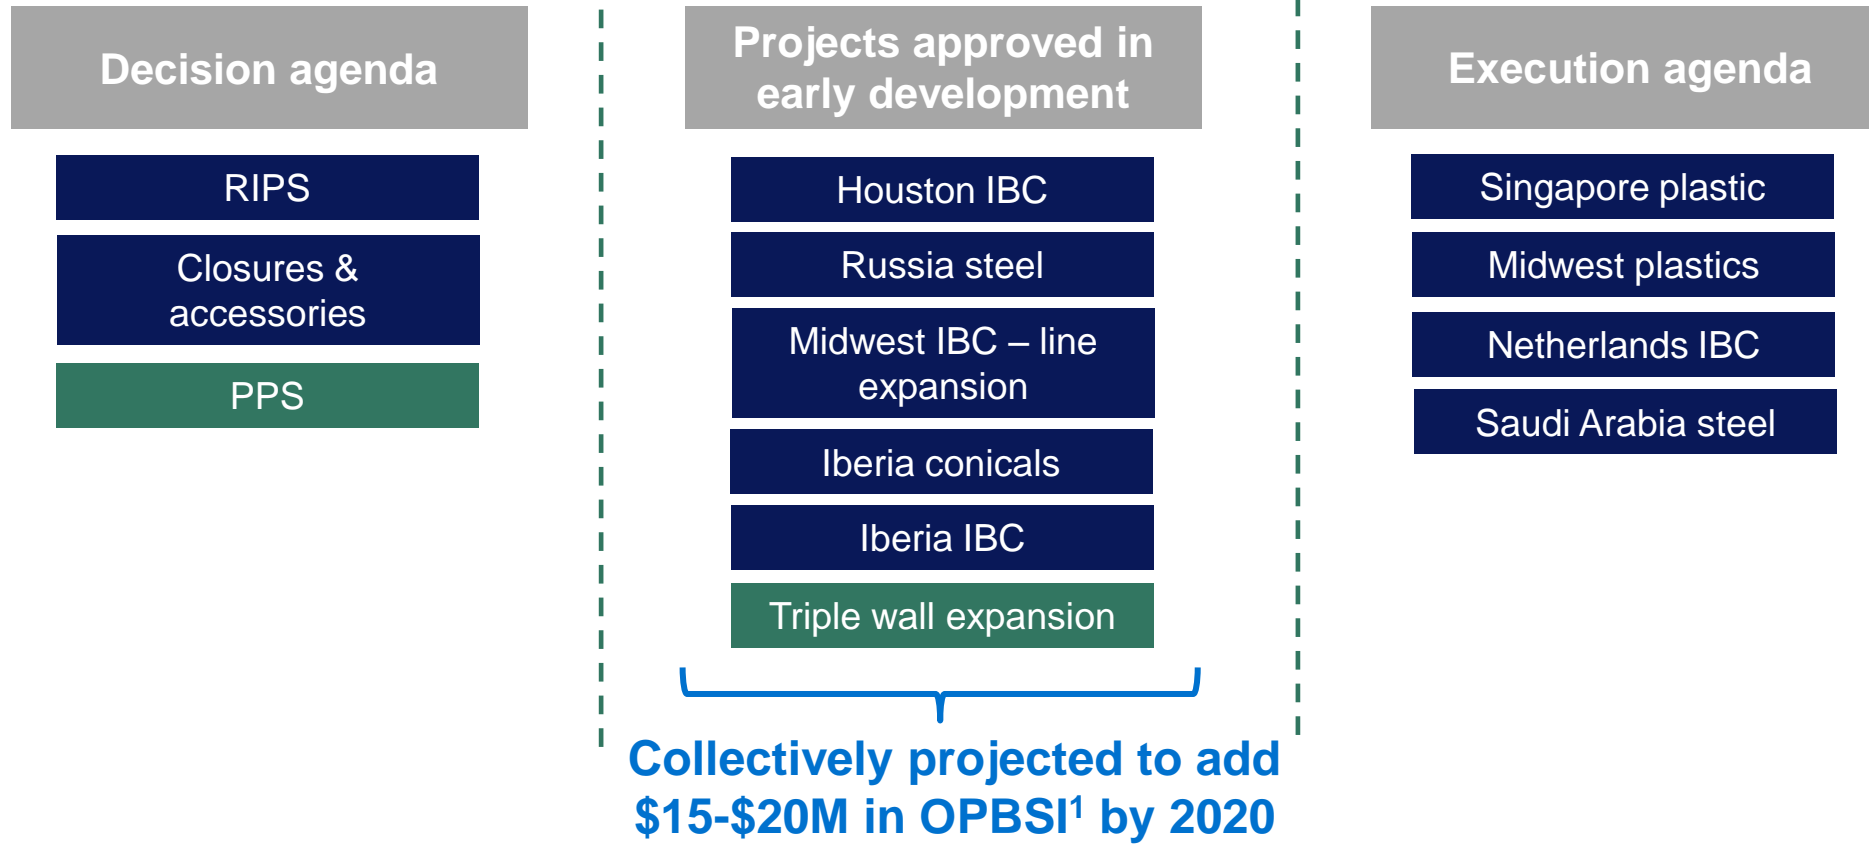 Decision agenda
RIPS
Closures &
accessories
PPS
Projects approved in
early development
Houston IBC
Russia steel
Midwest IBC – line
expansion
Iberia conicals
Iberia IBC
Triple wall expansion
Collectively projected to add
$15-$20M in OPBSI¹ by 2020
Execution agenda
Singapore plastic
Midwest plastics
Netherlands IBC
Saudi Arabia steel